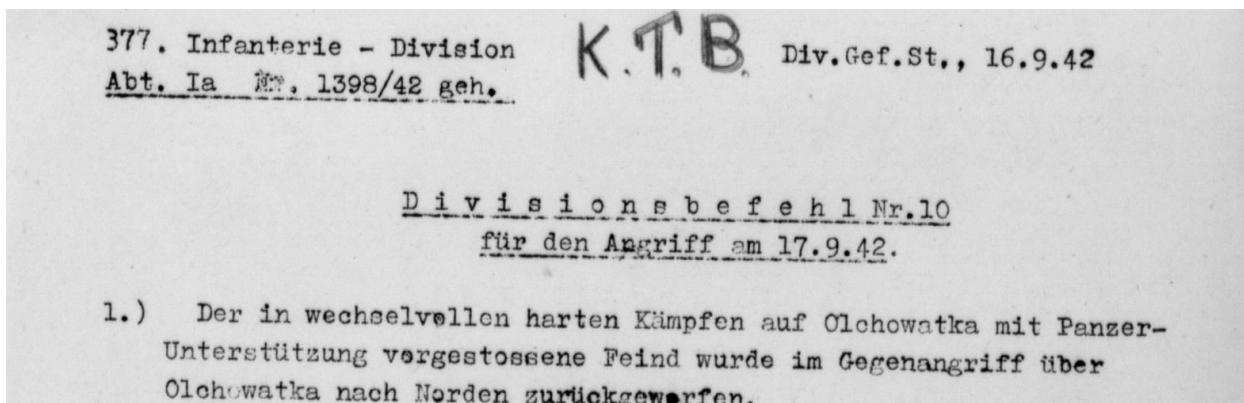 377. Infanterie - Division K.T.B. Div.Gef.St., 16.9.42
Abt. Ia Nr. 1398/42 geh.
Divisionsbefehl Nr.10
für den Angriff am 17.9.42.
1.) Der in wechselvollen harten Kämpfen auf Olchowatka mit Panzer-
Unterstützung vorgestossene Feind wurde im Gegenangriff über
Olchowatka nach Norden zurückgeworfen.